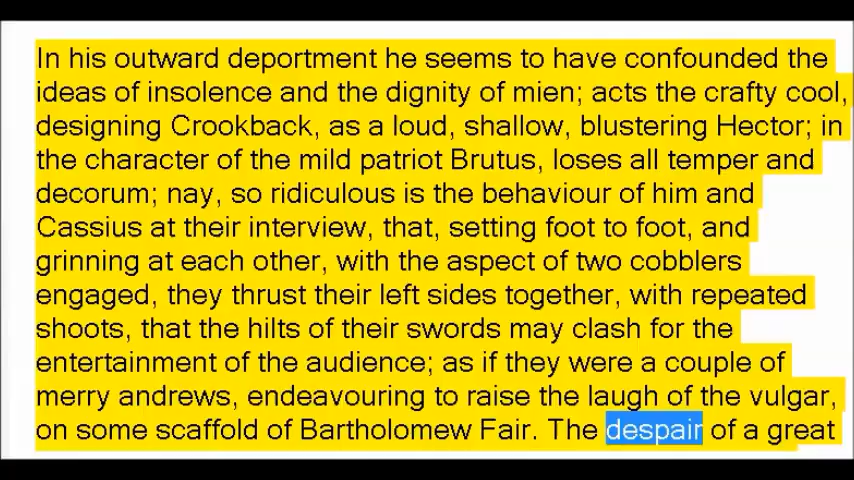 In his outward deportment he seems to have confounded the
ideas of insolence and the dignity of mien; acts the crafty cool,
designing Crookback, as a loud, shallow, blustering Hector; in
the character of the mild patriot Brutus, loses all temper and
decorum; nay, so ridiculous is the behaviour of him and
Cassius at their interview, that, setting foot to foot, and
grinning at each other, with the aspect of two cobblers
engaged, they thrust their left sides together, with repeated
shoots, that the hilts of their swords may clash for the
entertainment of the audience; as if they were a couple of
merry andrews, endeavouring to raise the laugh of the vulgar,
on some scaffold of Bartholomew Fair. The despair of a great